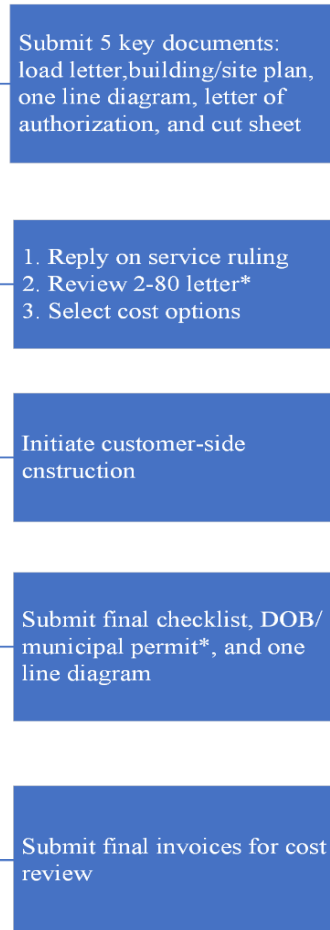 Submit 5 key documents:
load letter,building/site plan,
one line diagram, letter of
authorization, and cut sheet
1. Reply on service ruling
2. Review 2-80 letter*
3. Select cost options
Initiate customer-side
cnstruction
Submit final checklist, DOB/
municipal permit*, and one
line diagram
Submit final invoices for cost
review